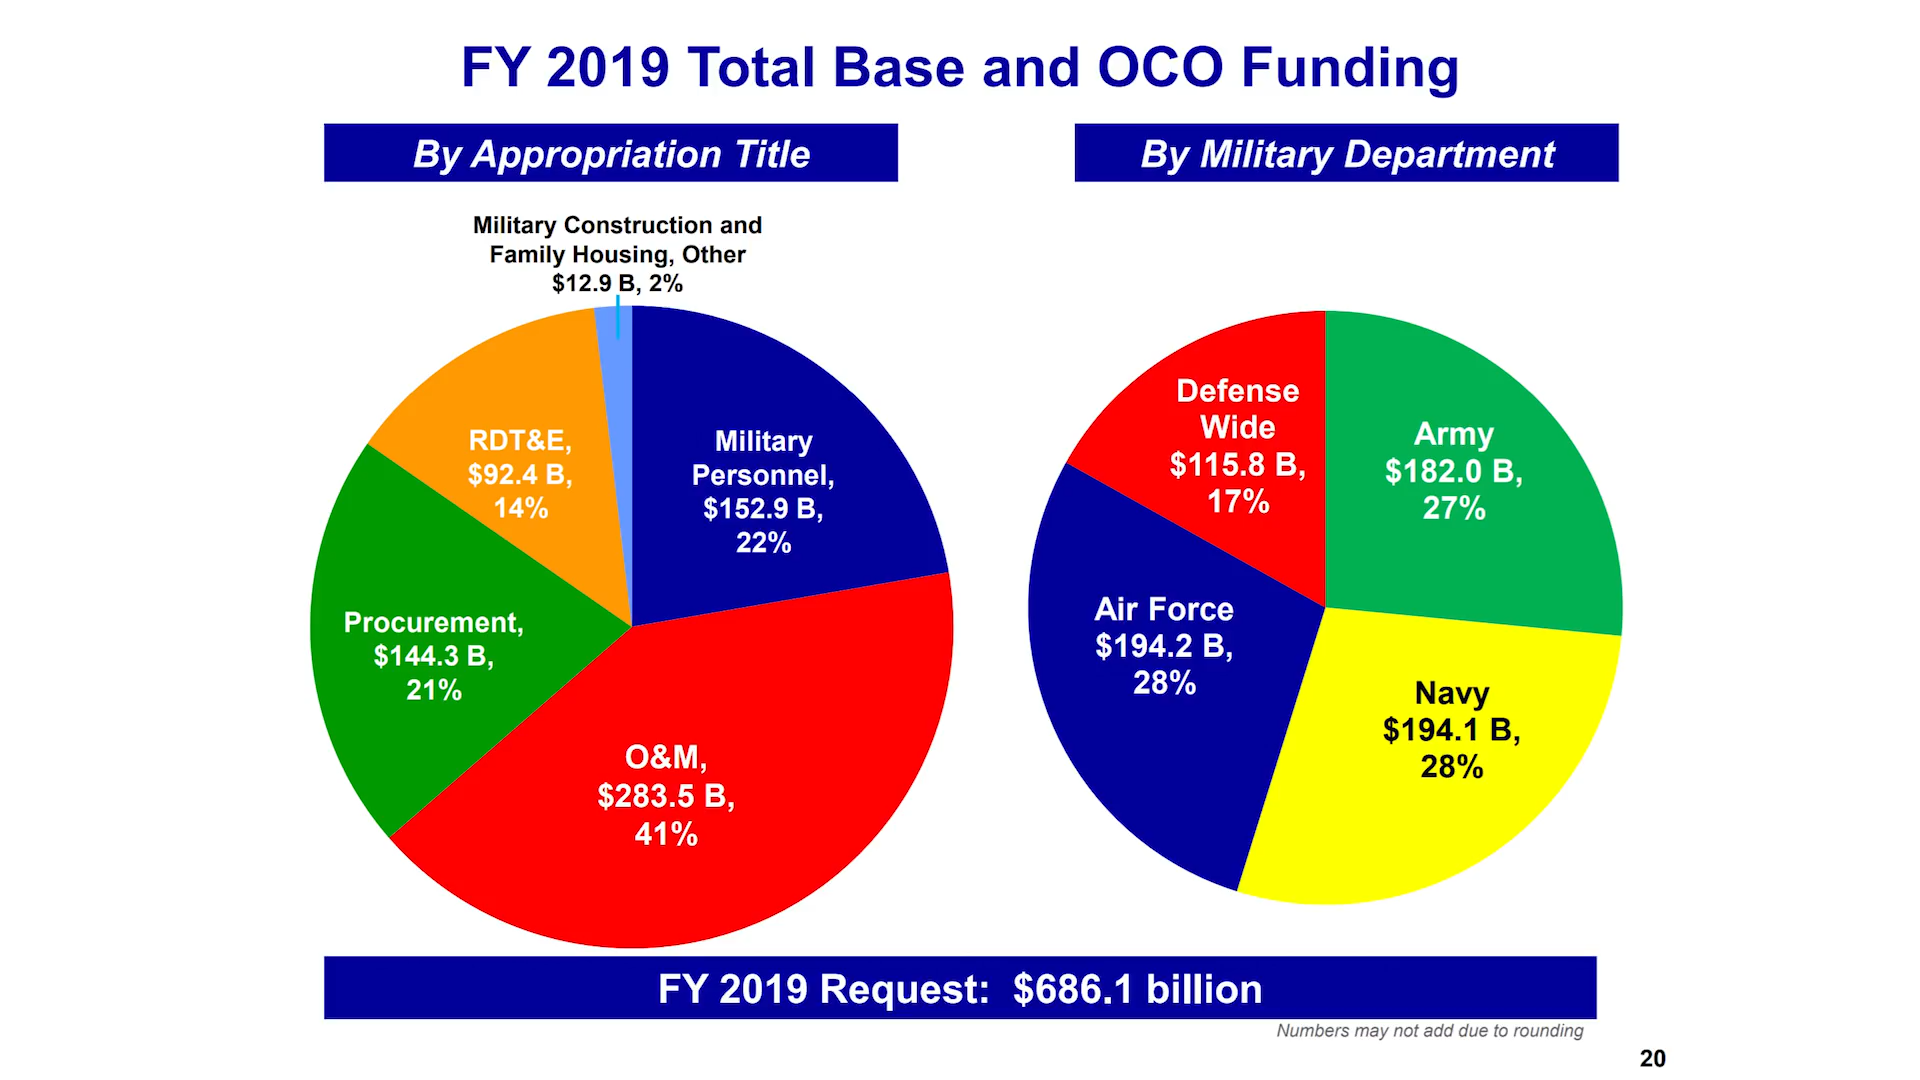 FY 2019 Total Base and OCO Funding
By Appropriation Title
By Military Department
Military Construction and
Family Housing, Other
$12.9 B, 2%
RDT&E,
$92.4 B,
14%
Military
Personnel,
$152.9 B,
22%
Procurement,
$144.3 B,
21%
O&M,
$283.5 B,
41%
Defense
Wide
$115.8 B,
17%
Army
$182.0 B,
27%
Air Force
$194.2 B,
28%
Navy
$194.1 B,
28%
FY 2019 Request: $686.1 billion
Numbers may not add due to rounding
20